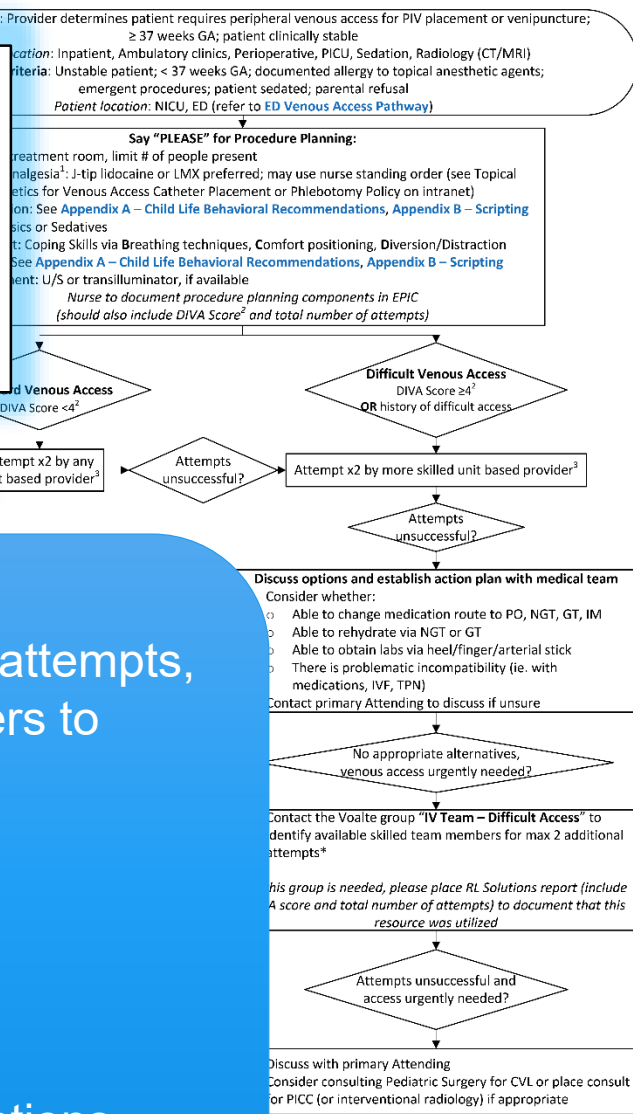 : Provider determines patient requires peripheral venous access for PIV placement or venipuncture;
≥ 37 weeks GA; patient clinically stable
ocation: Inpatient, Ambulatory clinics, Perioperative, PICU, Sedation, Radiology (CT/MRI)
riteria: Unstable patient; < 37 weeks GA; documented allergy to topical anesthetic agents;
emergent procedures; patient sedated; parental refusal
Patient location: NICU, ED (refer to ED Venous Access Pathway)
Say “PLEASE” for Procedure Planning:
treatment room, limit # of people present
nalgesia1: J-tip lidocaine or LMX preferred; may use nurse standing order (see Topical
etics for Venous Access Catheter Placement or Phlebotomy Policy on intranet)
ion: See Appendix A – Child Life Behavioral Recommendations, Appendix B – Scripting
sics or Sedatives
t: Coping Skills via Breathing techniques, Comfort positioning, Diversion/Distraction
See Appendix A – Child Life Behavioral Recommendations, Appendix B – Scripting
ent: U/S or transilluminator, if available
Nurse to document procedure planning components in EPIC
(should also include DIVA Score2 and total number of attempts)
rd Venous Access
DIVA Score <42
Difficult Venous Access
DIVA Score ≥42
OR history of difficult access
tempt x2 by any
t based provider3
Attempts
unsuccessful?
Attempt x2 by more skilled unit based provider3
Attempts
unsuccessful?
attempts,
ers to
ctions
Discuss options and establish action plan with medical team
Consider whether:
o Able to change medication route to PO, NGT, GT, IM
o Able to rehydrate via NGT or GT
o Able to obtain labs via heel/finger/arterial stick
o There is problematic incompatibility (ie. with
medications, IVF, TPN)
Contact primary Attending to discuss if unsure
No appropriate alternatives,
venous access urgently needed?
Contact the Voalte group “IV Team – Difficult Access” to
identify available skilled team members for max 2 additional
attempts*
his group is needed, please place RL Solutions report (include
A score and total number of attempts) to document that this
resource was utilized
Attempts unsuccessful and
access urgently needed?
Discuss with primary Attending
Consider consulting Pediatric Surgery for CVL or place consult
for PICC (or interventional radiology) if appropriate